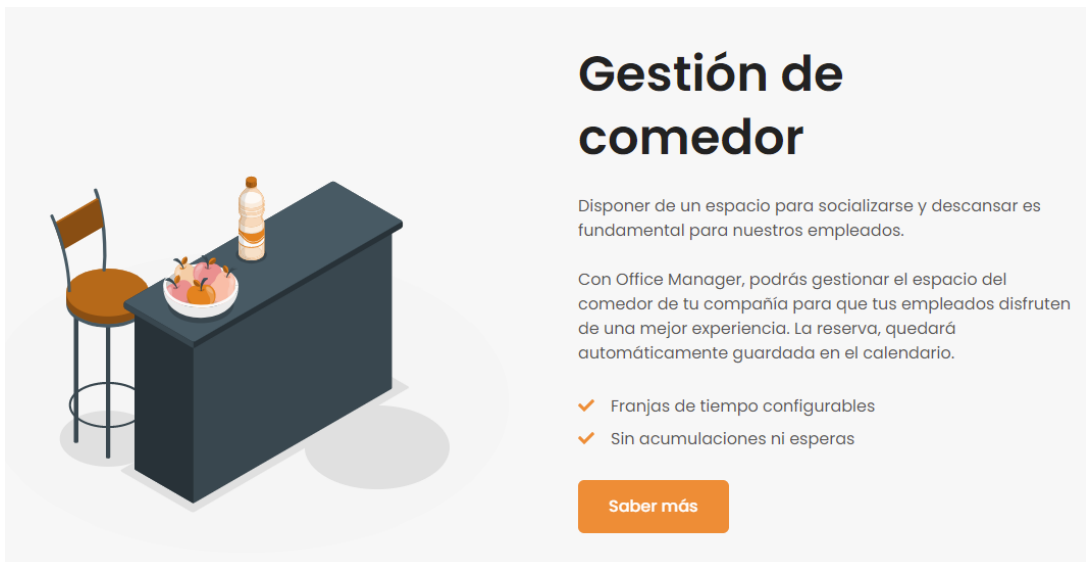 Gestión de
comedor
Disponer de un espacio para socializarse y descansar es
fundamental para nuestros empleados.
Con Office Manager, podrás gestionar el espacio del
comedor de tu compañía para que tus empleados disfruten
de una mejor experiencia. La reserva, quedará
automáticamente guardada en el calendario.
Franjas de tiempo configurables
Sin acumulaciones ni esperas
Saber más